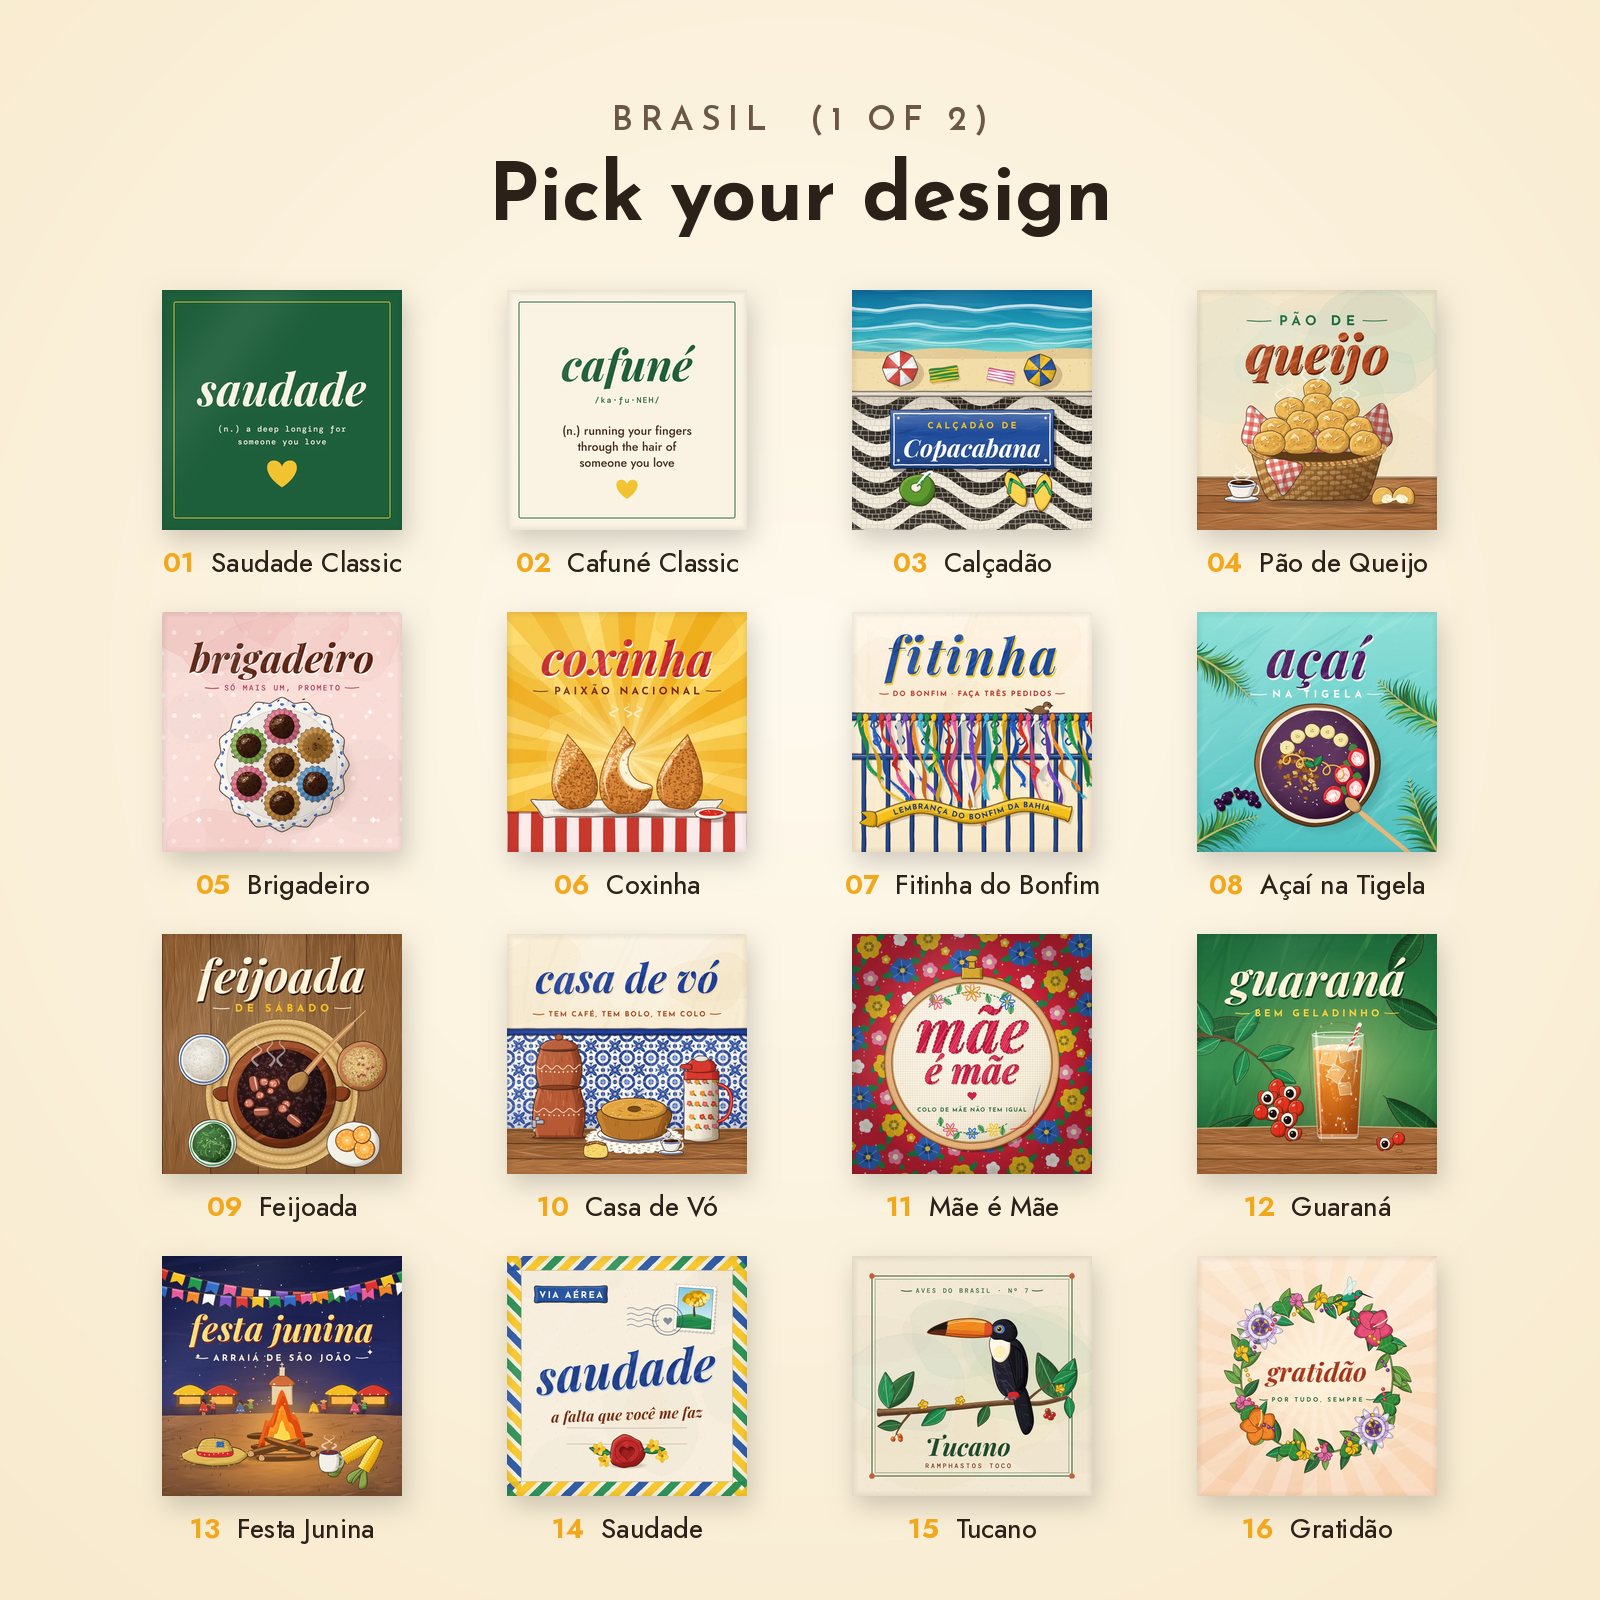 BRASIL (1 OF 2)
Pick your design
saudade
(n.) a deep longing for
someone you love
01 Saudade Classic
cafuné
/ka·fu·NEH/
(n.) running your fingers
through the hair of
someone you love
02 Cafuné Classic
CALÇADÃO DE
Copacabana
03 Calçadão
PÃO DE
queijo
04 Pão de Queijo
brigadeiro
SÓ MAIS UM, PROMETO
05 Brigadeiro
coxinha
PAIXÃO NACIONAL
06 Coxinha
fitinha
DO BONFIM · FAÇA TRÊS PEDIDOS
LEMBRANÇA DO BONFIM DA BAHIA
07 Fitinha do Bonfim
açaí
NA TIGELA
08 Açaí na Tigela
feijoada
DE SÁBADO
09 Feijoada
casa de vó
TEM CAFÉ, TEM BOLO, TEM COLO
10 Casa de Vó
mãe
é mãe
COLO DE MÃE NÃO TEM IGUAL
11 Mãe é Mãe
guaraná
BEM GELADINHO
12 Guaraná
festa junina
ARRAIÁ DE SÃO JOÃO
13 Festa Junina
VIA AÉREA
saudade
a falta que você me faz
14 Saudade
AVES DO BRASIL · Nº 7
Tucano
RAMPHASTOS TOCO
15 Tucano
gratidão
POR TUDO, SEMPRE
16 Gratidão